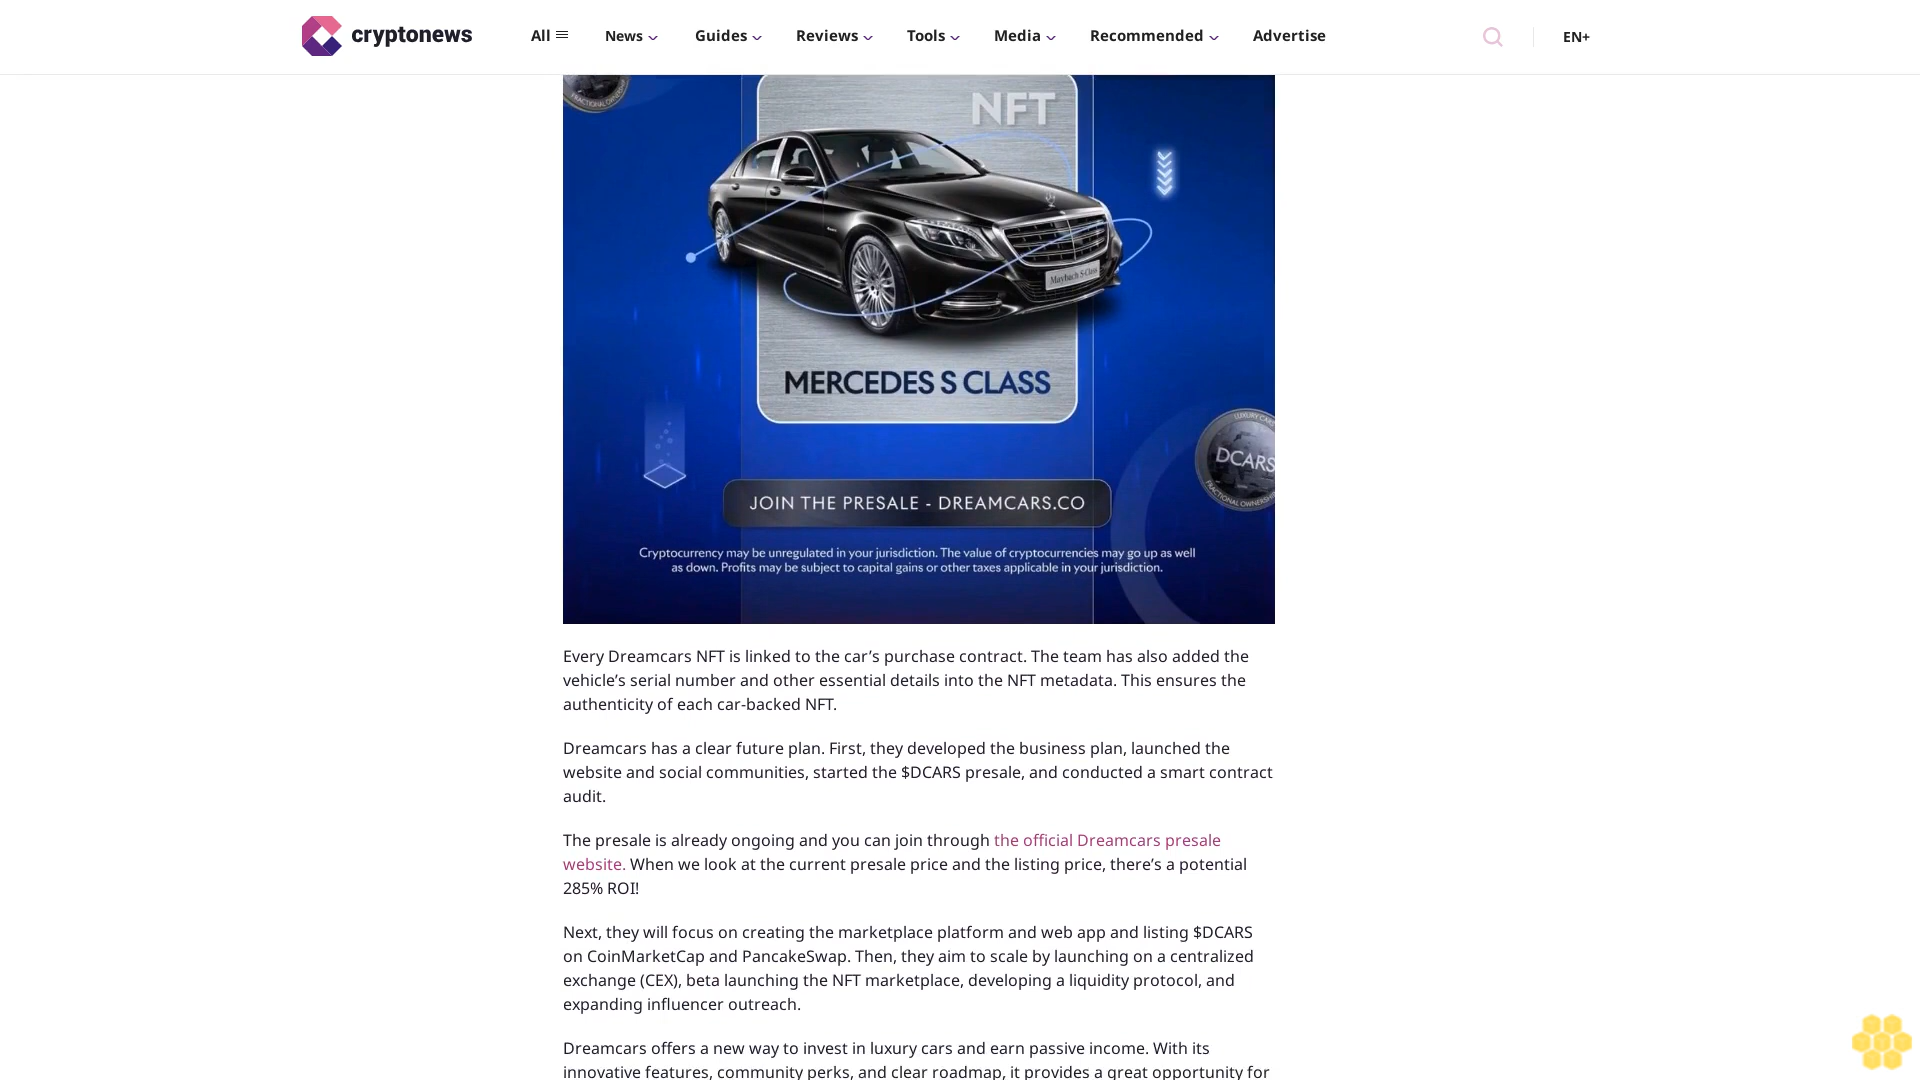 cryptonews
All
News
Guides
Reviews
Tools
Media
Recommended
Advertise
EN+
FRACTIONAL OWNERSHIP
NFT
Maybach S-Class
MERCEDES S CLASS
LUXURY CARS
DCARS
FRACTIONAL OWNERSHIP
JOIN THE PRESALE - DREAMCARS.CO
Cryptocurrency may be unregulated in your jurisdiction. The value of cryptocurrencies may go up as well
as down. Profits may be subject to capital gains or other taxes applicable in your jurisdiction.
Every Dreamcars NFT is linked to the car’s purchase contract. The team has also added the
vehicle’s serial number and other essential details into the NFT metadata. This ensures the
authenticity of each car-backed NFT.
Dreamcars has a clear future plan. First, they developed the business plan, launched the
website and social communities, started the $DCARS presale, and conducted a smart contract
audit.
The presale is already ongoing and you can join through the official Dreamcars presale
website. When we look at the current presale price and the listing price, there’s a potential
285% ROI!
Next, they will focus on creating the marketplace platform and web app and listing $DCARS
on CoinMarketCap and PancakeSwap. Then, they aim to scale by launching on a centralized
exchange (CEX), beta launching the NFT marketplace, developing a liquidity protocol, and
expanding influencer outreach.
Dreamcars offers a new way to invest in luxury cars and earn passive income. With its
innovative features, community perks, and clear roadmap, it provides a great opportunity for